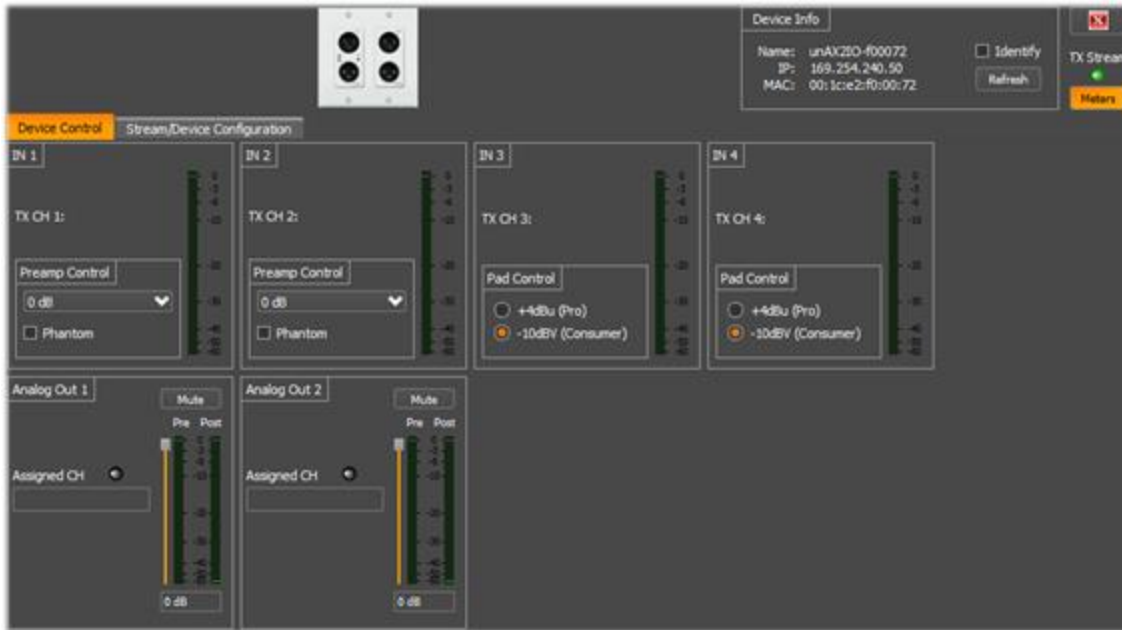 Device Info
Name: unAX2IO-f00072
Identify
IP: 169.254.240.50
MAC: 00:1c:e2:f0:00:72
Refresh
X
TX Stream
Meters
Device Control
Stream/Device Configuration
IN 1
TX CH 1:
Preamp Control
0 dB
Phantom
IN 2
TX CH 2:
Preamp Control
0 dB
Phantom
IN 3
TX CH 3:
Pad Control
+4dBu (Pro)
-10dBV (Consumer)
IN 4
TX CH 4:
Pad Control
+4dBu (Pro)
-10dBV (Consumer)
Analog Out 1
Mute
Pre Post
Assigned CH
0 dB
Analog Out 2
Mute
Pre Post
Assigned CH
0 dB